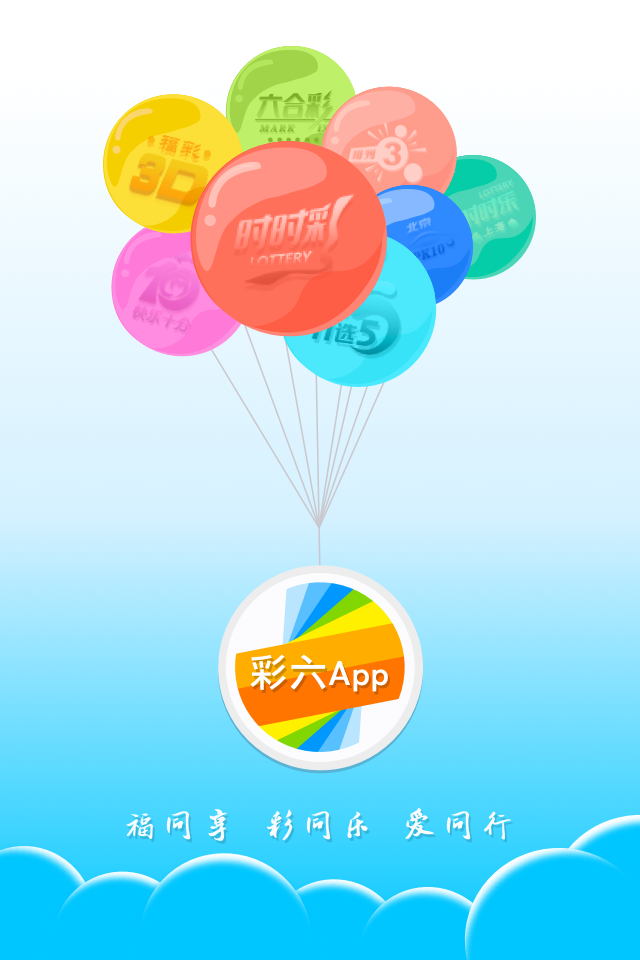 六合彩
MARK
福彩
3D
排列3
时时彩
LOTTERY
北京
PK10
时时乐
上海
快乐十分
11选5
彩六App
福同享 彩同乐 爱同行